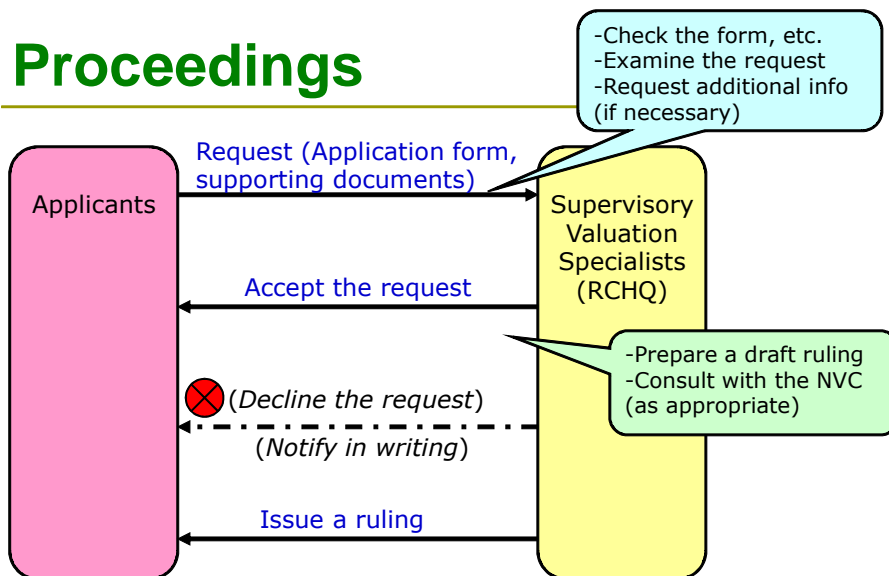 Proceedings
-Check the form, etc.
-Examine the request
-Request additional info
(if necessary)
Request (Application form,
supporting documents)
Applicants
Supervisory
Valuation
Specialists
(RCHQ)
Accept the request
-Prepare a draft ruling
-Consult with the NVC
(as appropriate)
(Decline the request)
(Notify in writing)
Issue a ruling